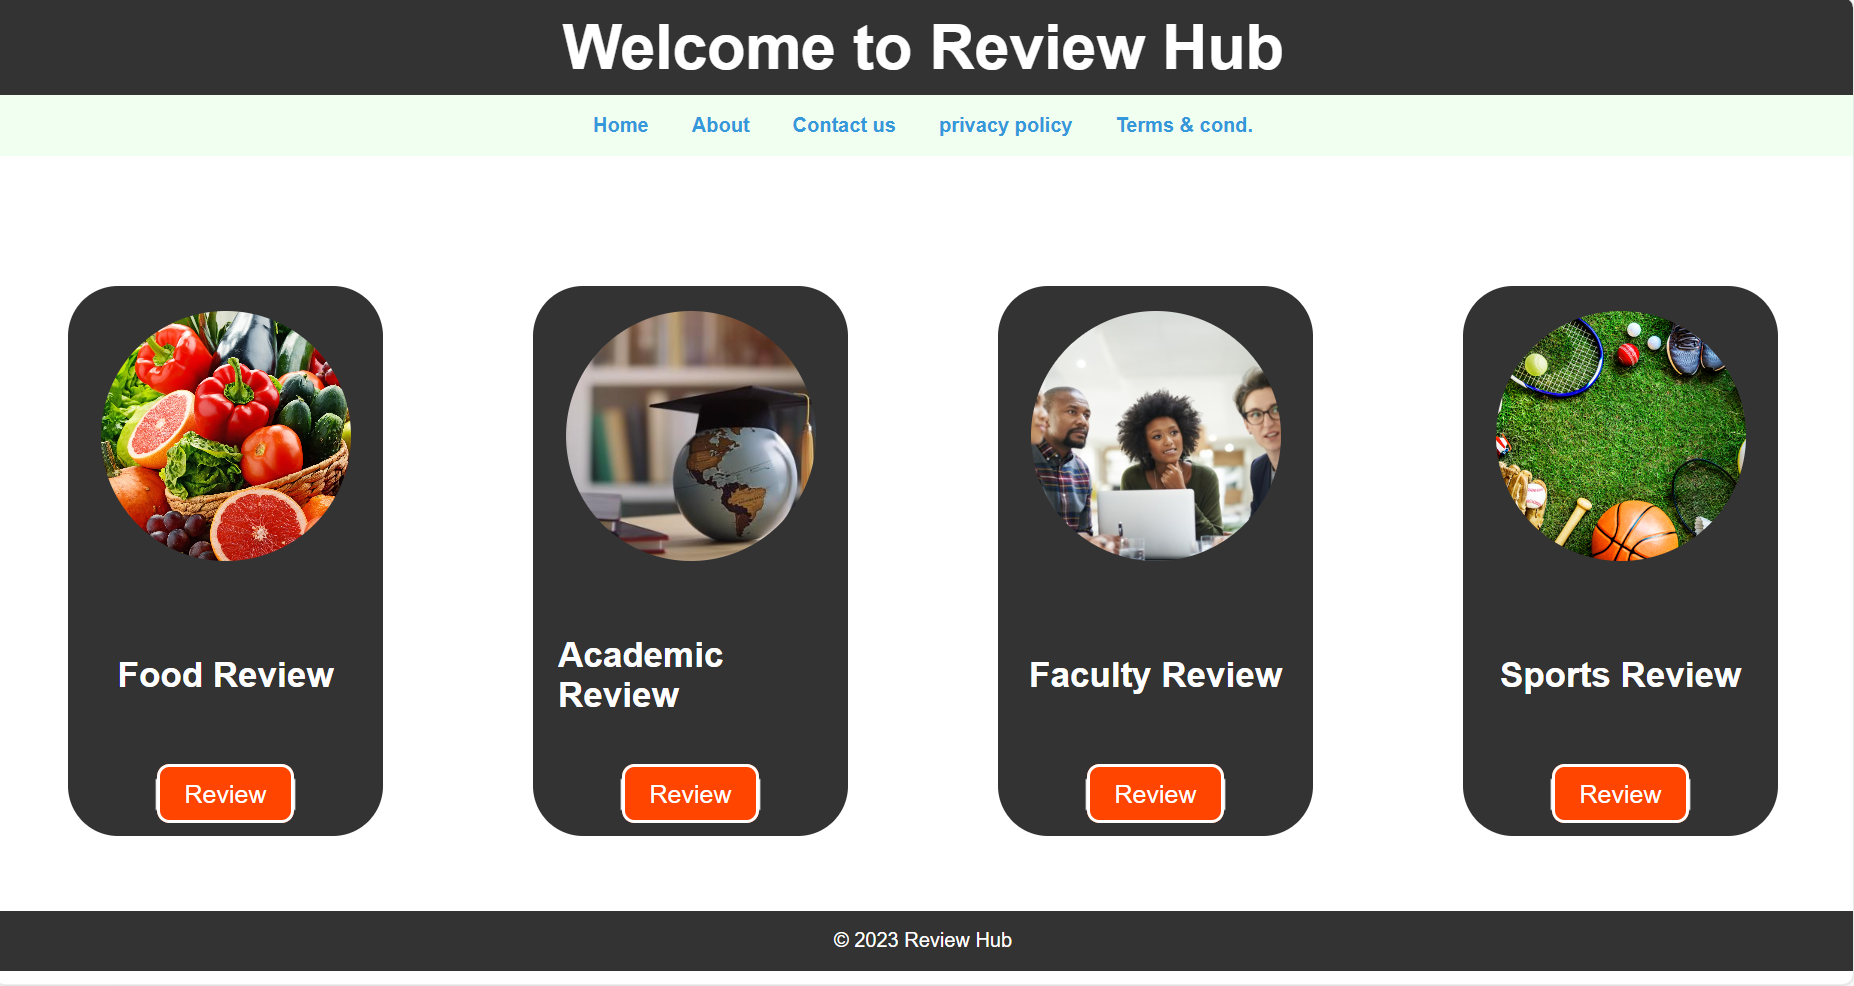 Welcome to Review Hub
Home About Contact us privacy policy Terms & cond.
Food Review
Academic
Review
Faculty Review
Sports Review
Review
Review
Review
Review
© 2023 Review Hub